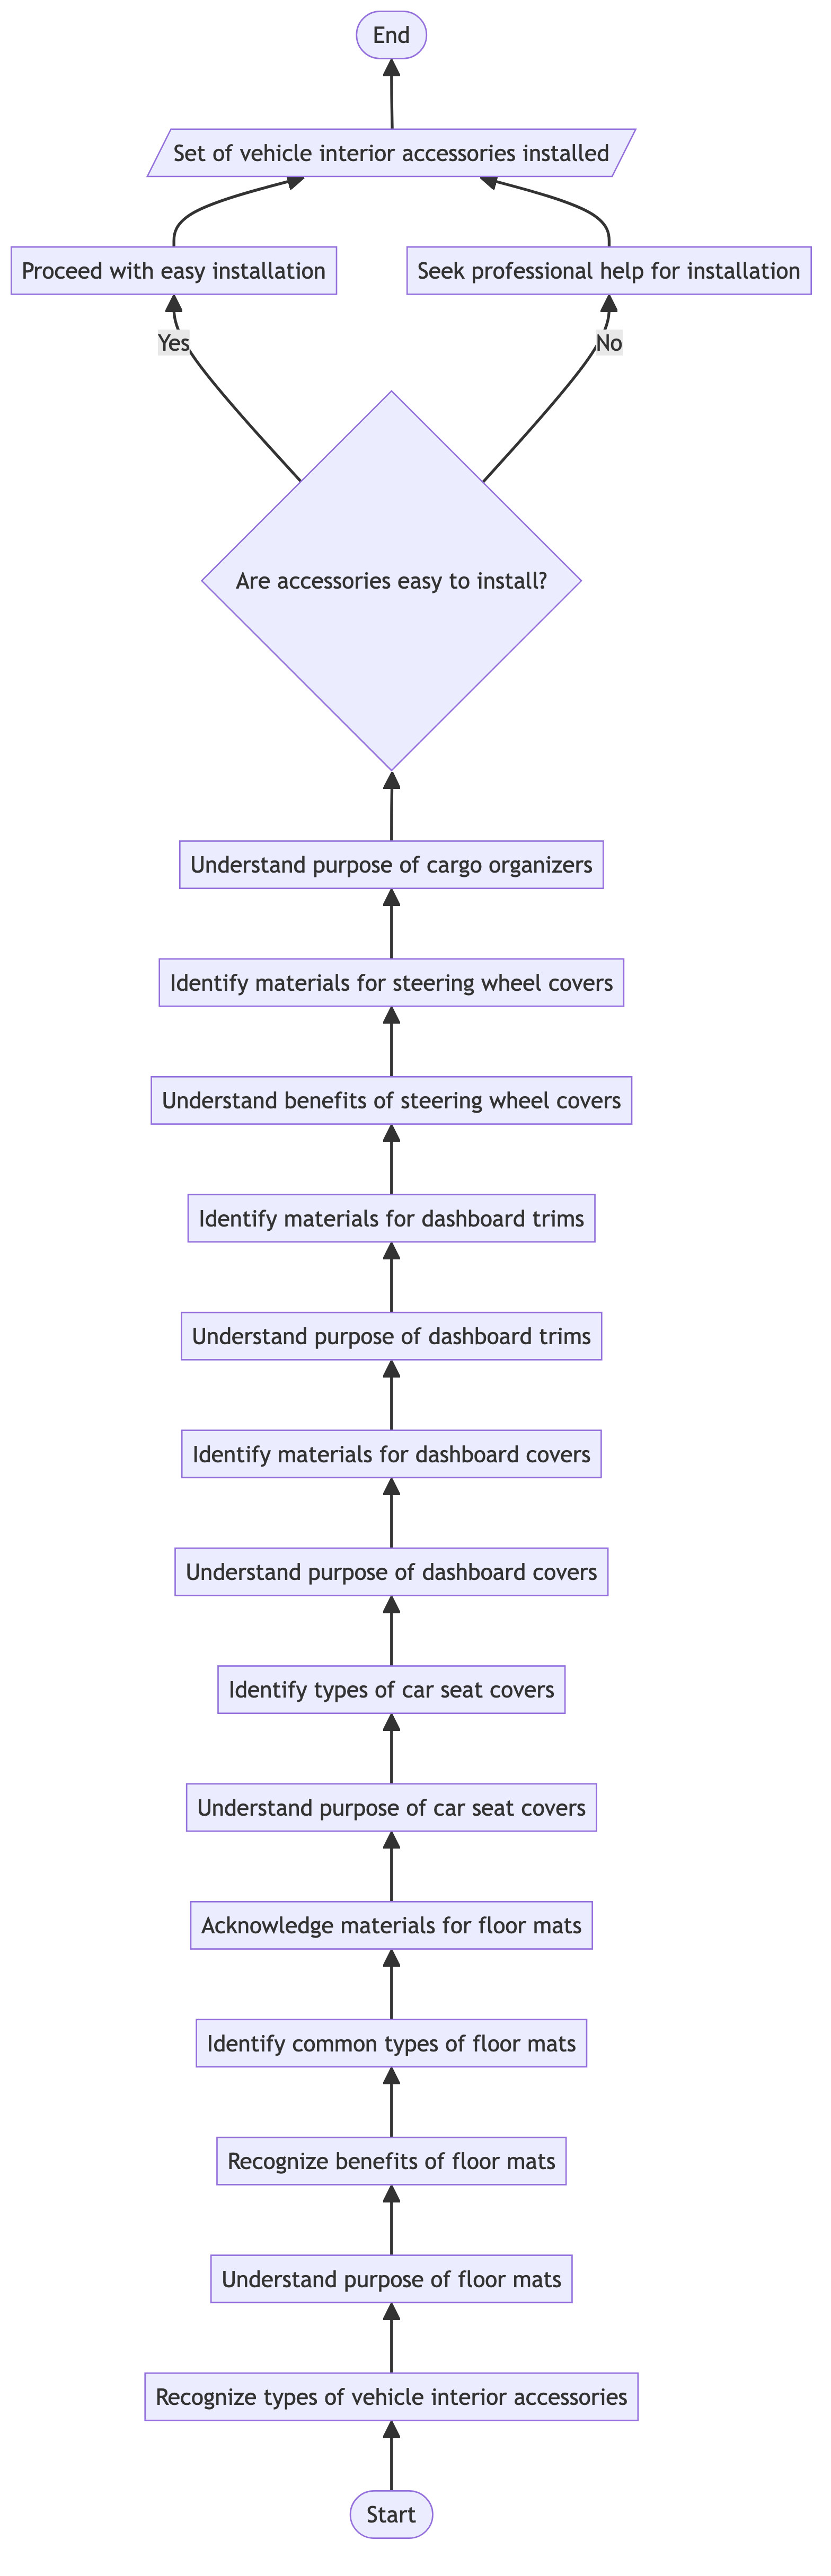 End
Set of vehicle interior accessories installed
Proceed with easy installation
Seek professional help for installation
Yes
No
Are accessories easy to install?
Understand purpose of cargo organizers
Identify materials for steering wheel covers
Understand benefits of steering wheel covers
Identify materials for dashboard trims
Understand purpose of dashboard trims
Identify materials for dashboard covers
Understand purpose of dashboard covers
Identify types of car seat covers
Understand purpose of car seat covers
Acknowledge materials for floor mats
Identify common types of floor mats
Recognize benefits of floor mats
Understand purpose of floor mats
Recognize types of vehicle interior accessories
Start